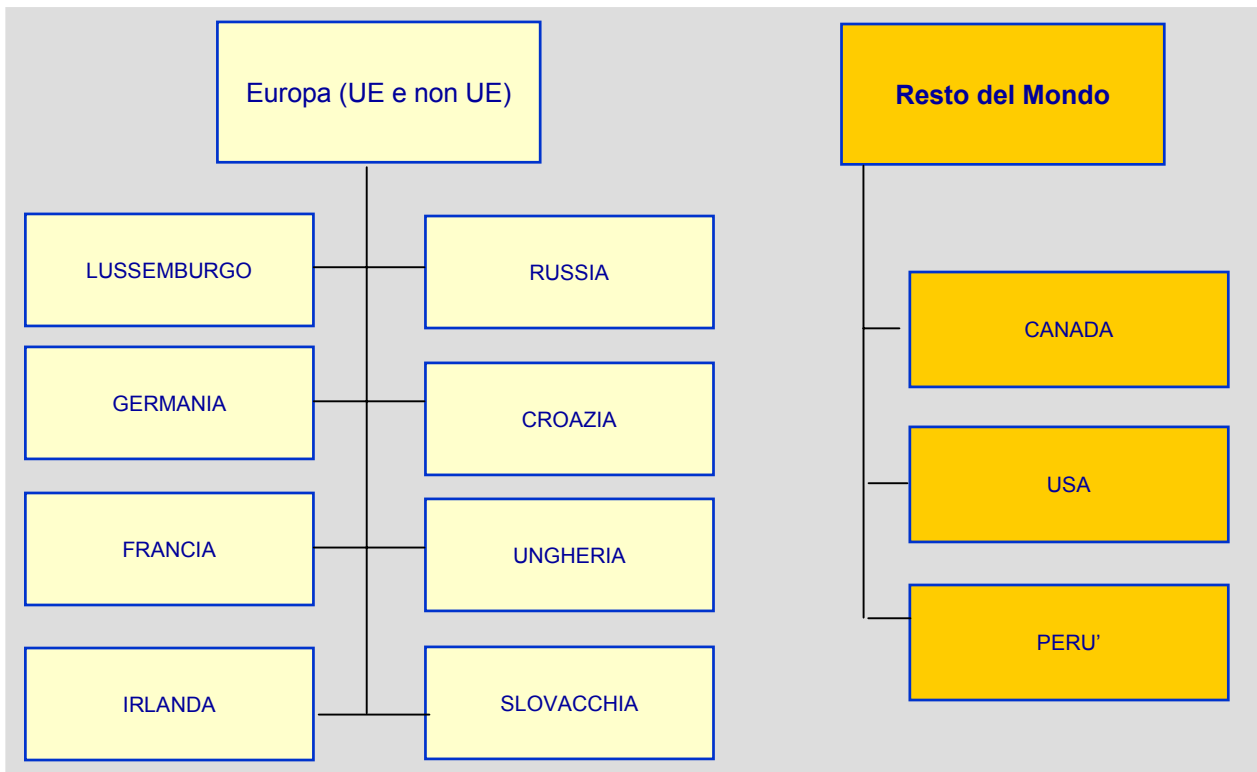 Europa (UE e non UE)
Resto del Mondo
LUSSEMBURGO
RUSSIA
GERMANIA
CROAZIA
FRANCIA
UNGHERIA
IRLANDA
SLOVACCHIA
CANADA
USA
PERU’